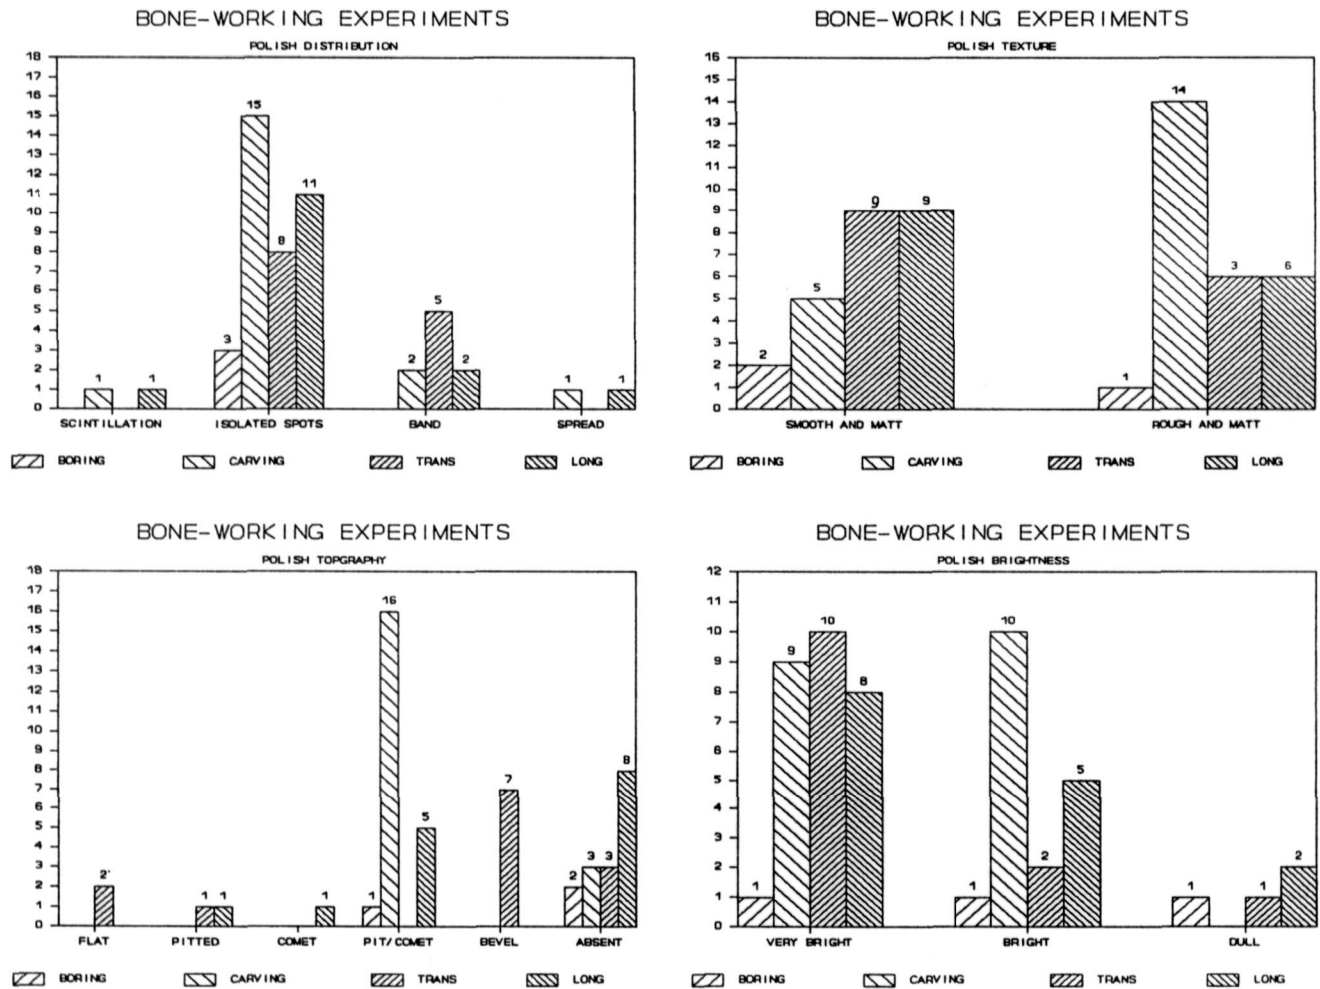 BONE-WORKING EXPERIMENTS
POLISH DISTRIBUTION
18
17
16
15
14
13
12
11
10
9
8
7
6
5
4
3
2
1
0
1 1
3 15 8 11
2 5 2
1 1
SCINTILLATION ISOLATED SPOTS BAND SPREAD
BORING CARVING TRANS LONG
BONE-WORKING EXPERIMENTS
POLISH TEXTURE
16
15
14
13
12
11
10
9
8
7
6
5
4
3
2
1
0
2 5 9 9
1 14 3 6
SMOOTH AND MATT ROUGH AND MATT
BORING CARVING TRANS LONG
BONE-WORKING EXPERIMENTS
POLISH TOPGRAPHY
18
17
16
15
14
13
12
11
10
9
8
7
6
5
4
3
2
1
0
2
1 1
1
1 16 5
7
2 3 3 8
FLAT PITTED COMET PIT/COMET BEVEL ABSENT
BORING CARVING TRANS LONG
BONE-WORKING EXPERIMENTS
POLISH BRIGHTNESS
12
11
10
9
8
7
6
5
4
3
2
1
0
1 9 10 8
1 10 2 5
1 1 2
VERY BRIGHT BRIGHT DULL
BORING CARVING TRANS LONG